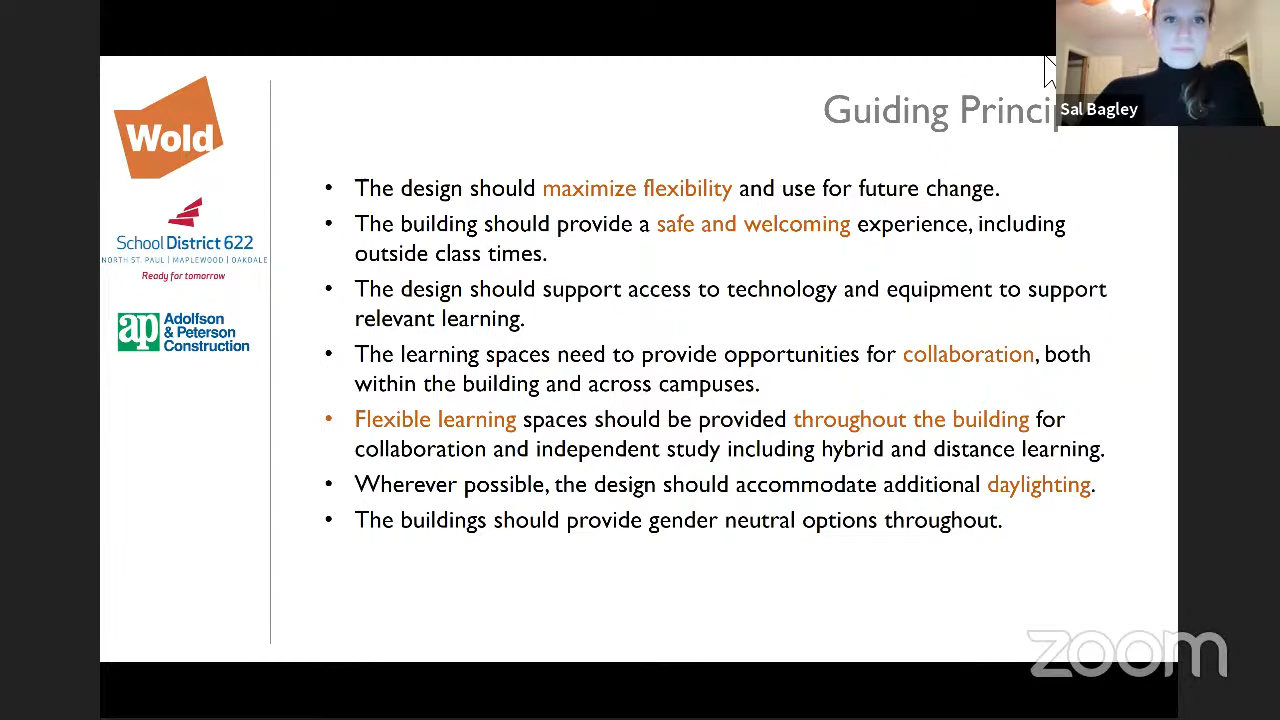 Guiding Princip
Sal Bagley
Wold
School District 622
NORTH ST. PAUL | MAPLEWOOD | OAKDALE
Ready for tomorrow
ap Adolfson
& Peterson
Construction
• The design should maximize flexibility and use for future change.
• The building should provide a safe and welcoming experience, including
outside class times.
• The design should support access to technology and equipment to support
relevant learning.
• The learning spaces need to provide opportunities for collaboration, both
within the building and across campuses.
• Flexible learning spaces should be provided throughout the building for
collaboration and independent study including hybrid and distance learning.
• Wherever possible, the design should accommodate additional daylighting.
• The buildings should provide gender neutral options throughout.
zoom